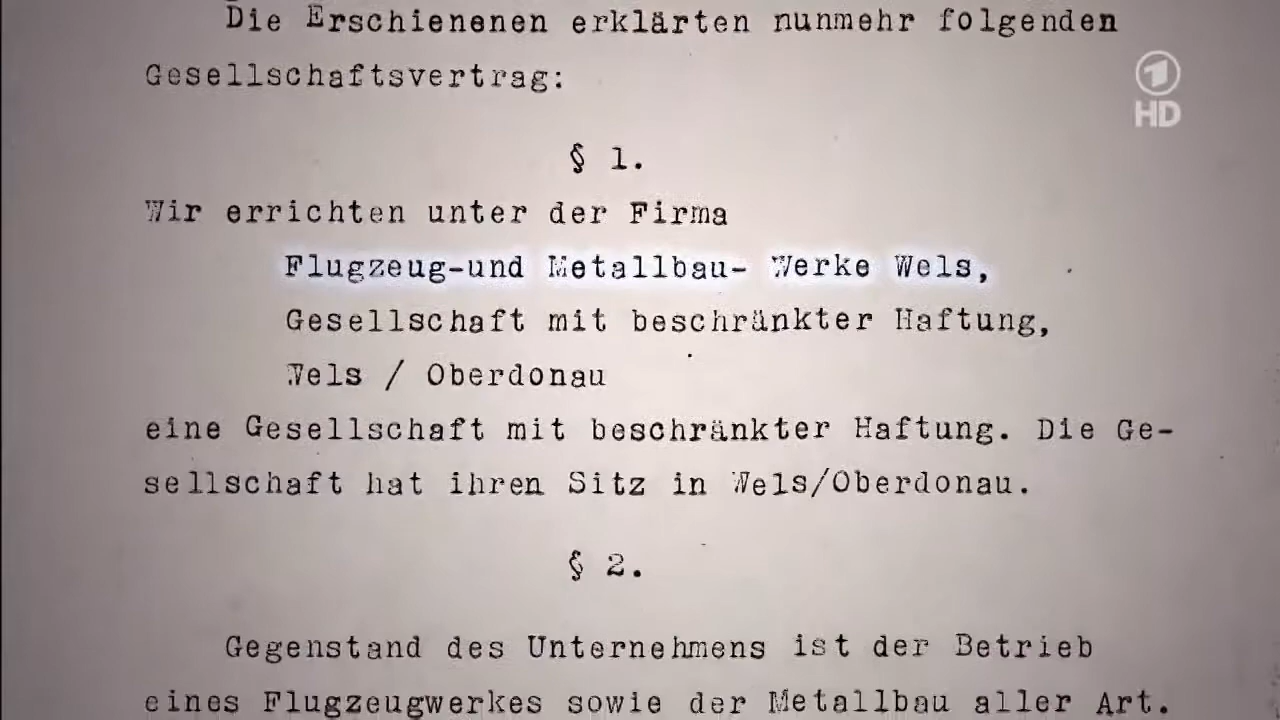 Die Erschienenen erklärten nunmehr folgenden
Gesellschaftsvertrag:
1
HD
§ 1.
Wir errichten unter der Firma
Flugzeug-und Metallbau- Werke Wels,
Gesellschaft mit beschränkter Haftung,
Wels / Oberdonau
eine Gesellschaft mit beschränkter Haftung. Die Ge-
sellschaft hat ihren Sitz in Wels/Oberdonau.
§ 2.
Gegenstand des Unternehmens ist der Betrieb
eines Flugzeugwerkes sowie der Metallbau aller Art.